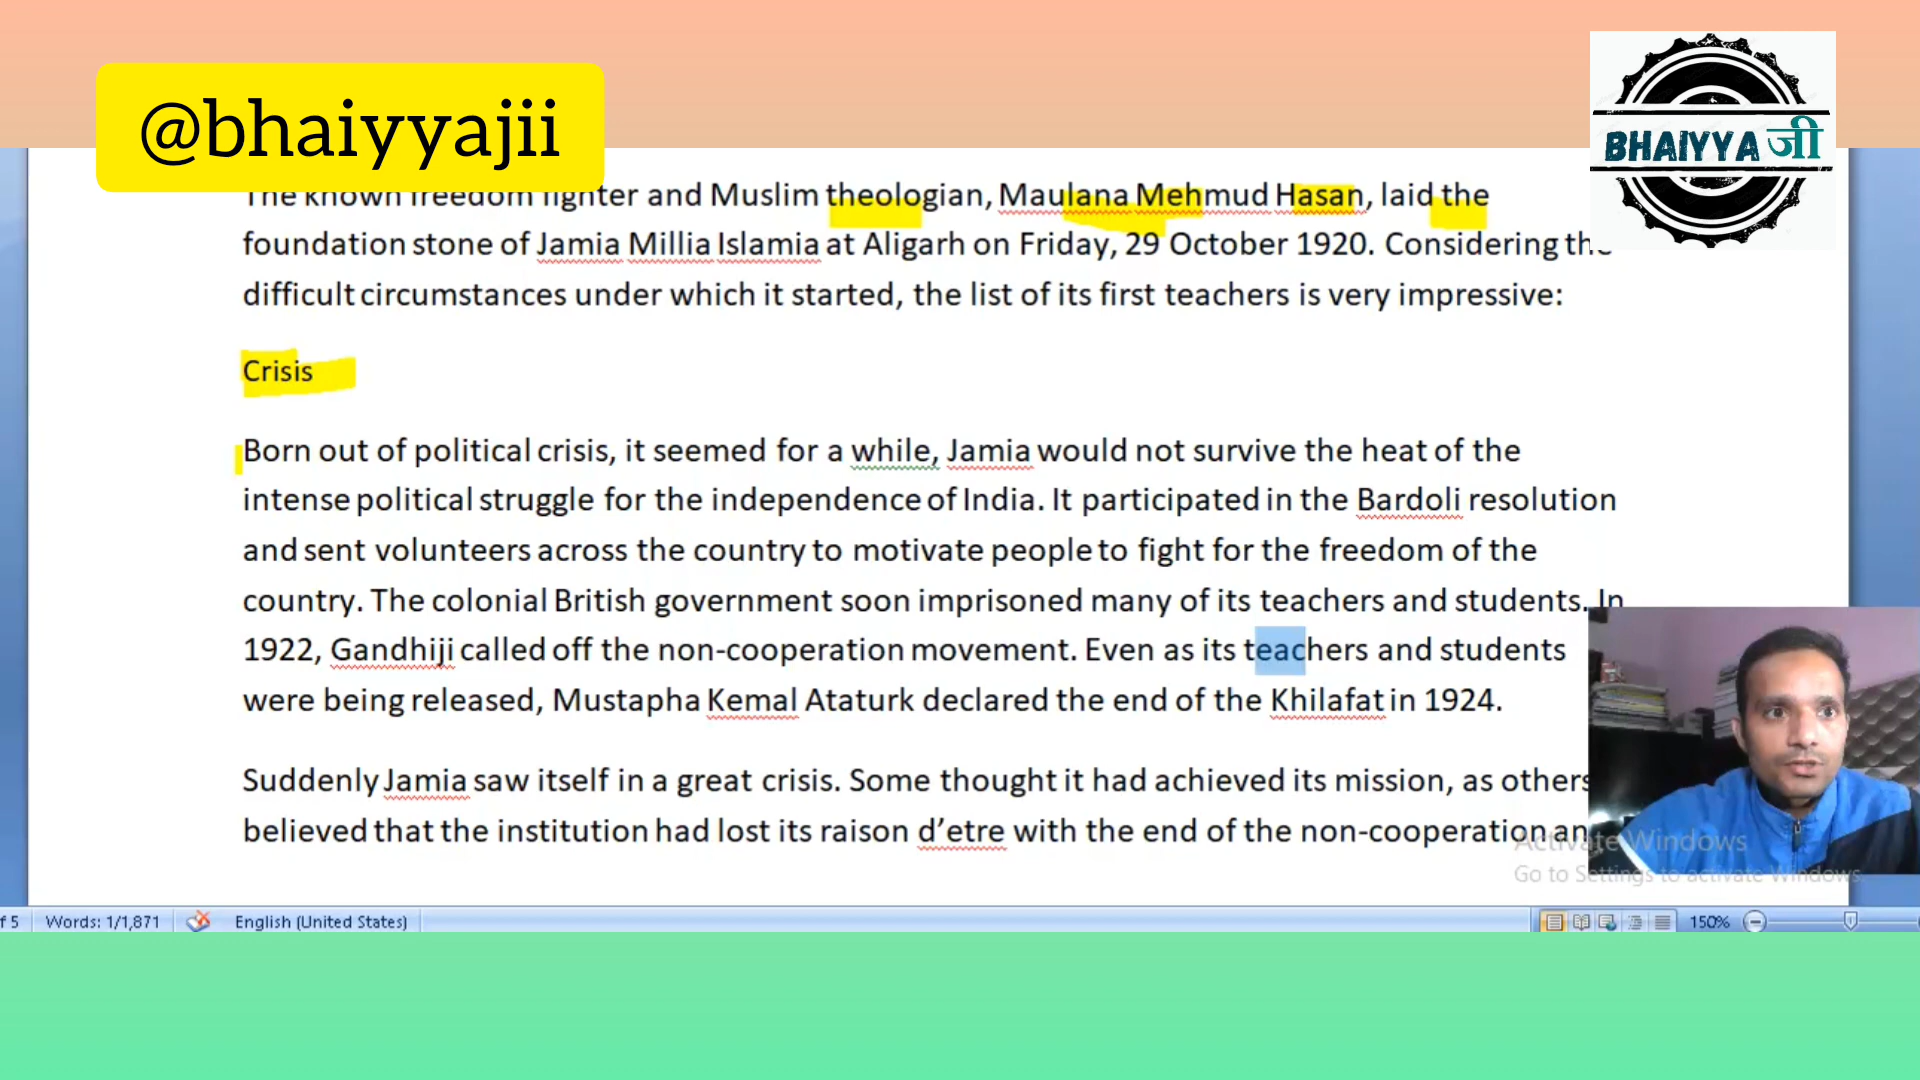 @bhaiyyajii
BHAIYYA जी
The known freedom fighter and Muslim theologian, Maulana Mehmud Hasan, laid the
foundation stone of Jamia Millia Islamia at Aligarh on Friday, 29 October 1920. Considering the
difficult circumstances under which it started, the list of its first teachers is very impressive:
Crisis
Born out of political crisis, it seemed for a while, Jamia would not survive the heat of the
intense political struggle for the independence of India. It participated in the Bardoli resolution
and sent volunteers across the country to motivate people to fight for the freedom of the
country. The colonial British government soon imprisoned many of its teachers and students. In
1922, Gandhiji called off the non-cooperation movement. Even as its teachers and students
were being released, Mustapha Kemal Ataturk declared the end of the Khilafat in 1924.
Suddenly Jamia saw itself in a great crisis. Some thought it had achieved its mission, as others
believed that the institution had lost its raison d’etre with the end of the non-cooperation an
Activate Windows
Go to Settings to activate Windows.
f 5 Words: 1/1,871 English (United States) 150%